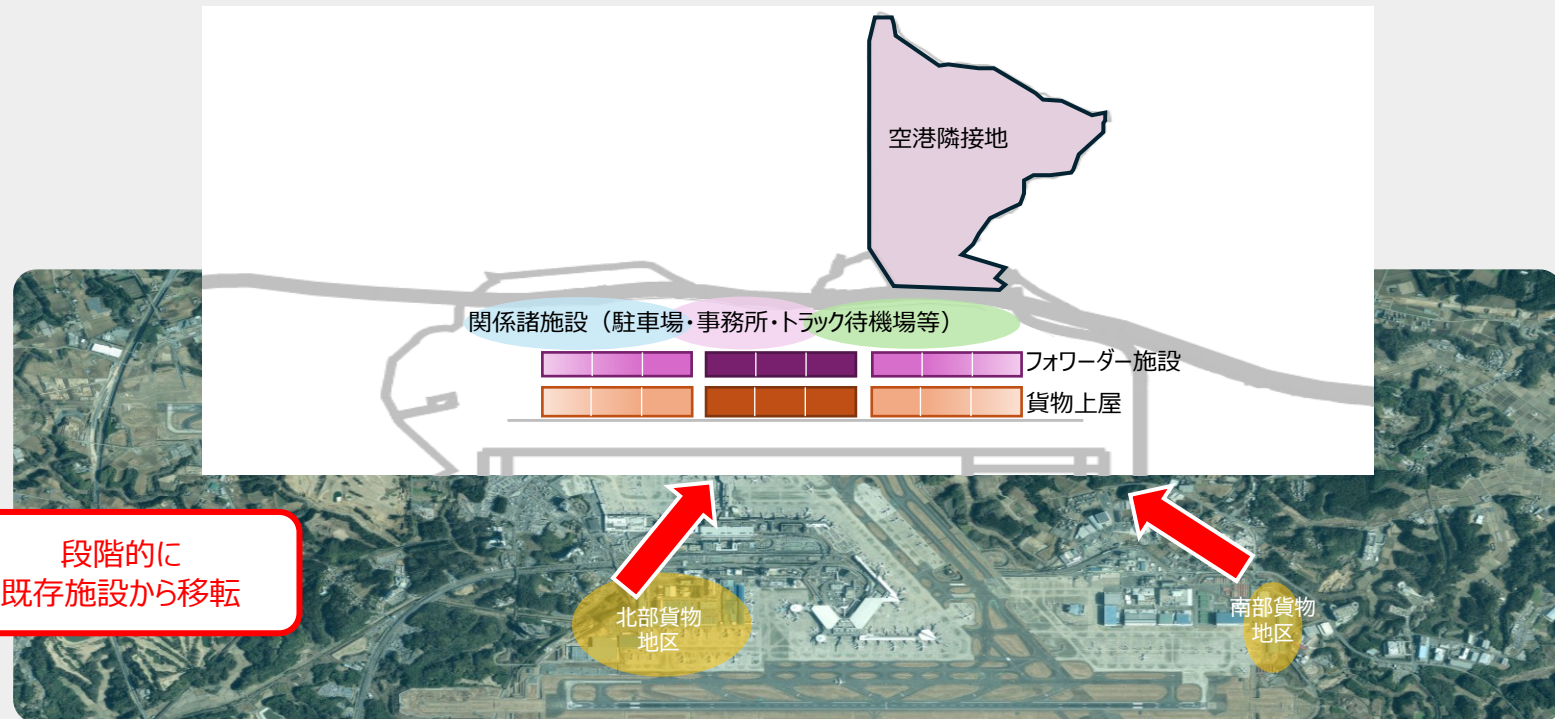 空港隣接地
関係諸施設（駐車場・事務所・トラック待機場等）
フォワーダー施設
貨物上屋
段階的に
既存施設から移転
北部貨物
地区
南部貨物
地区